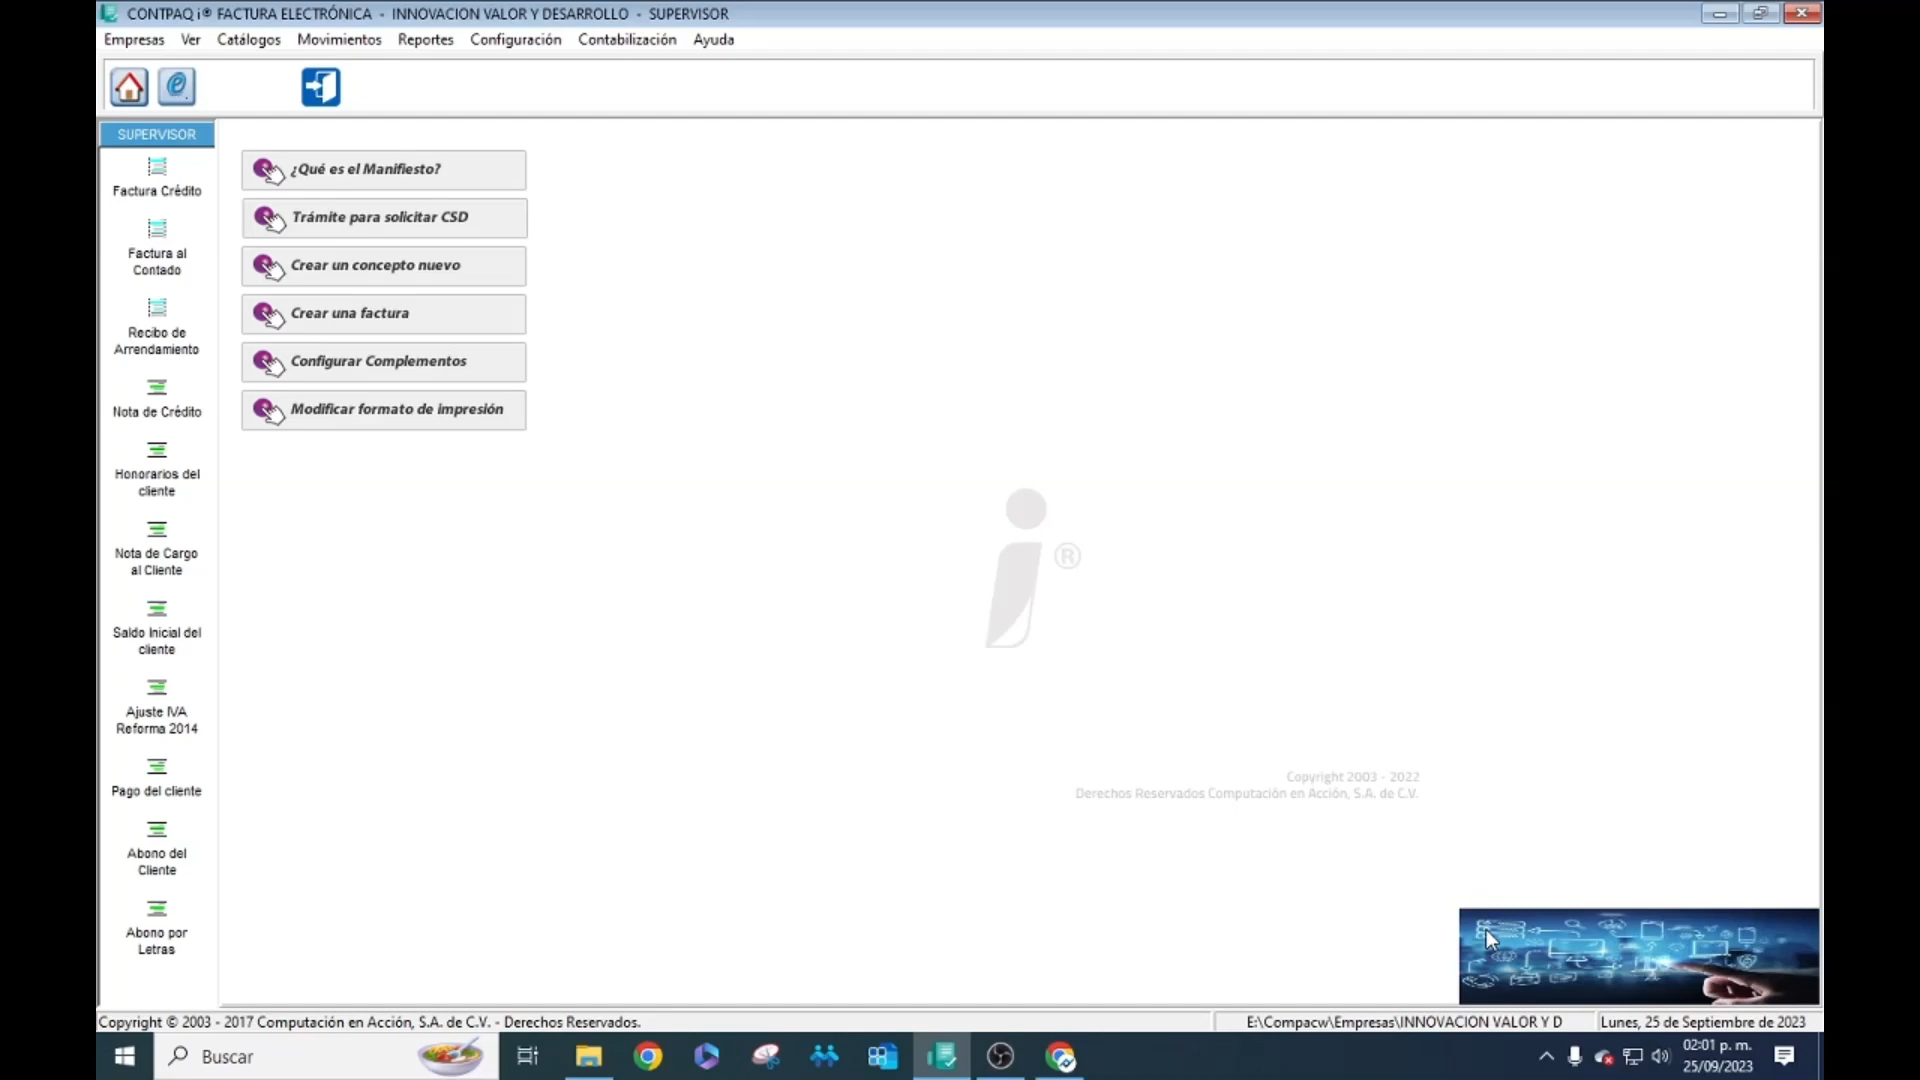 CONTPAQ i® FACTURA ELECTRÓNICA - INNOVACION VALOR Y DESARROLLO - SUPERVISOR
Empresas Ver Catálogos Movimientos Reportes Configuración Contabilización Ayuda
SUPERVISOR
Factura Crédito
Factura al
Contado
Recibo de
Arrendamiento
Nota de Crédito
Honorarios del
cliente
Nota de Cargo
al Cliente
Saldo Inicial del
cliente
Ajuste IVA
Reforma 2014
Pago del cliente
Abono del
Cliente
Abono por
Letras
¿Qué es el Manifiesto?
Trámite para solicitar CSD
Crear un concepto nuevo
Crear una factura
Configurar Complementos
Modificar formato de impresión
i®
Copyright 2003 - 2022
Derechos Reservados Computación en Acción, S.A. de C.V.
Copyright © 2003 - 2017 Computación en Acción, S.A. de C.V. - Derechos Reservados.
E:\Compacw\Empresas\INNOVACION VALOR Y D
Lunes, 25 de Septiembre de 2023
Buscar
02:01 p. m.
25/09/2023